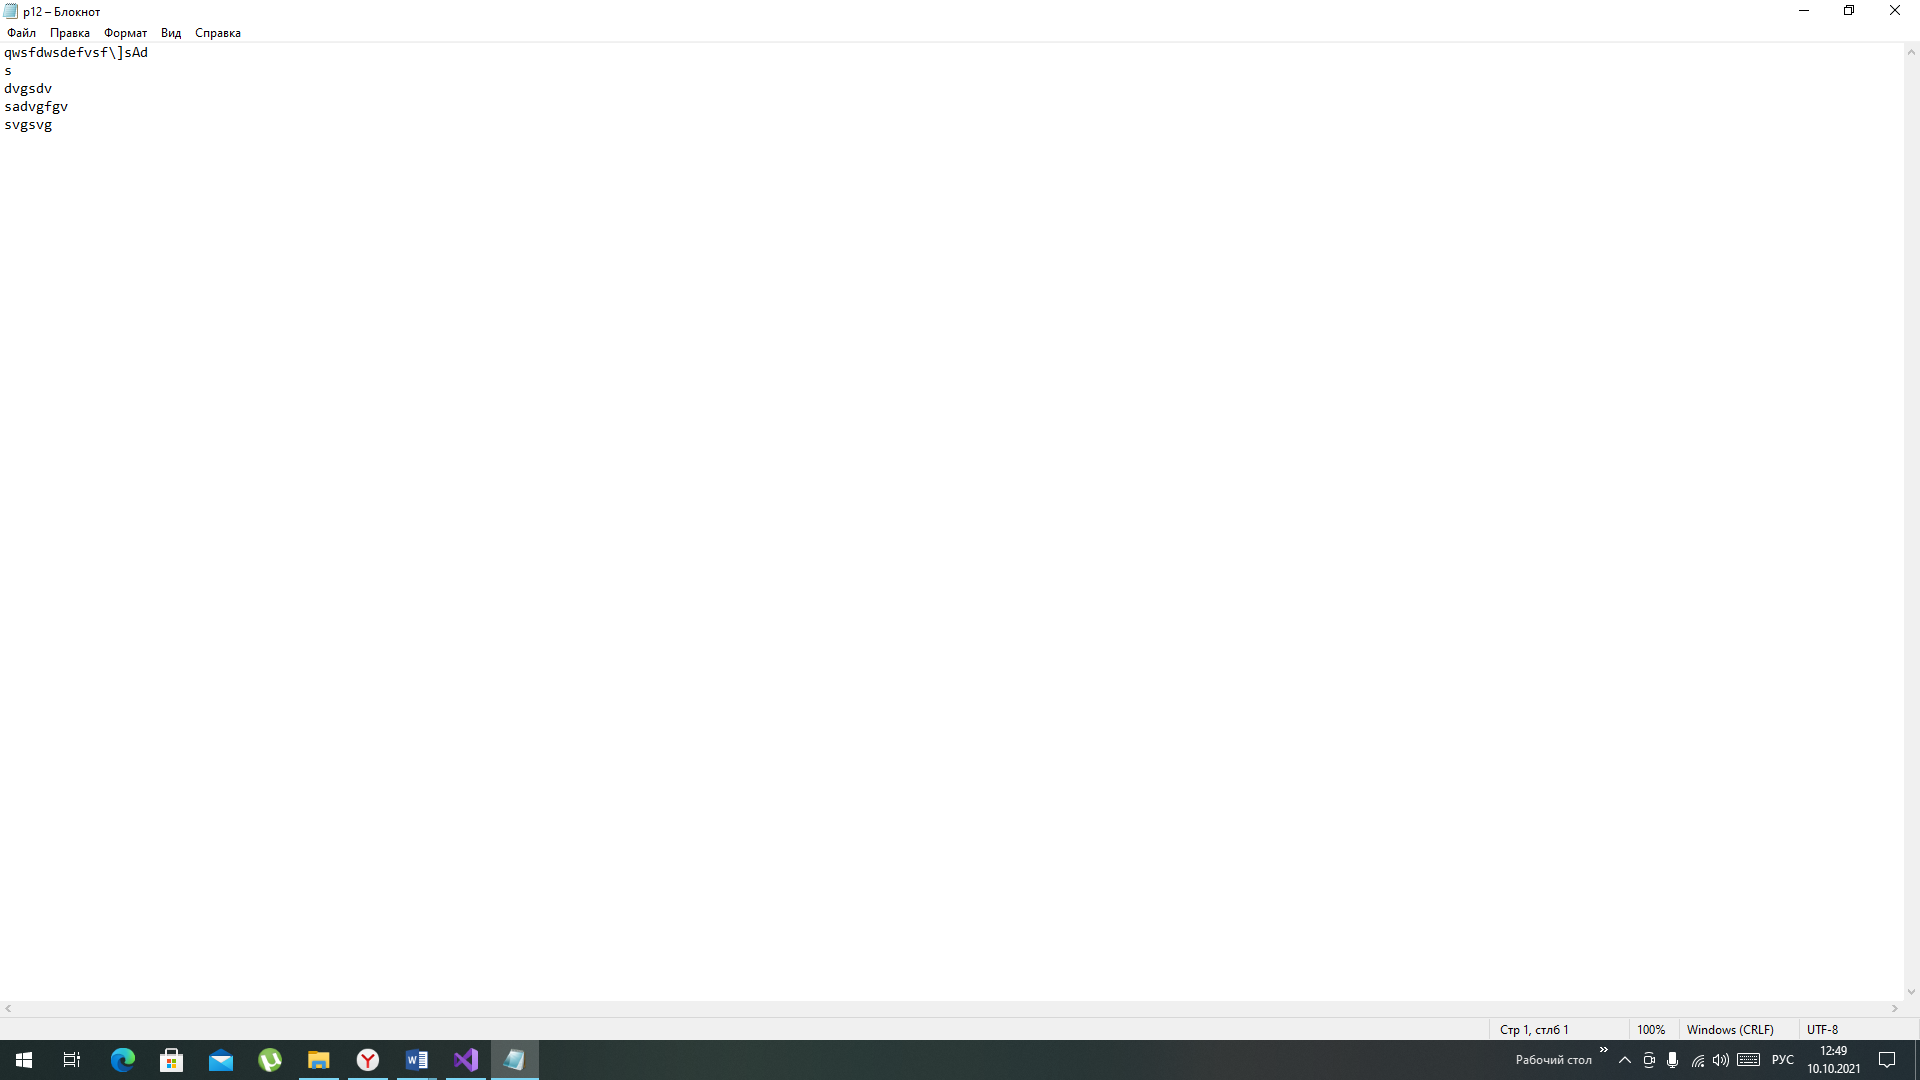 p12 – Блокнот
Файл Правка Формат Вид Справка
qwsfdwsdefvsf\]sAd
s
dvgsdv
sadvgfgv
svgsvg
Стр 1, стлб 1 100% Windows (CRLF) UTF-8
Рабочий стол » РУС 12:49
10.10.2021